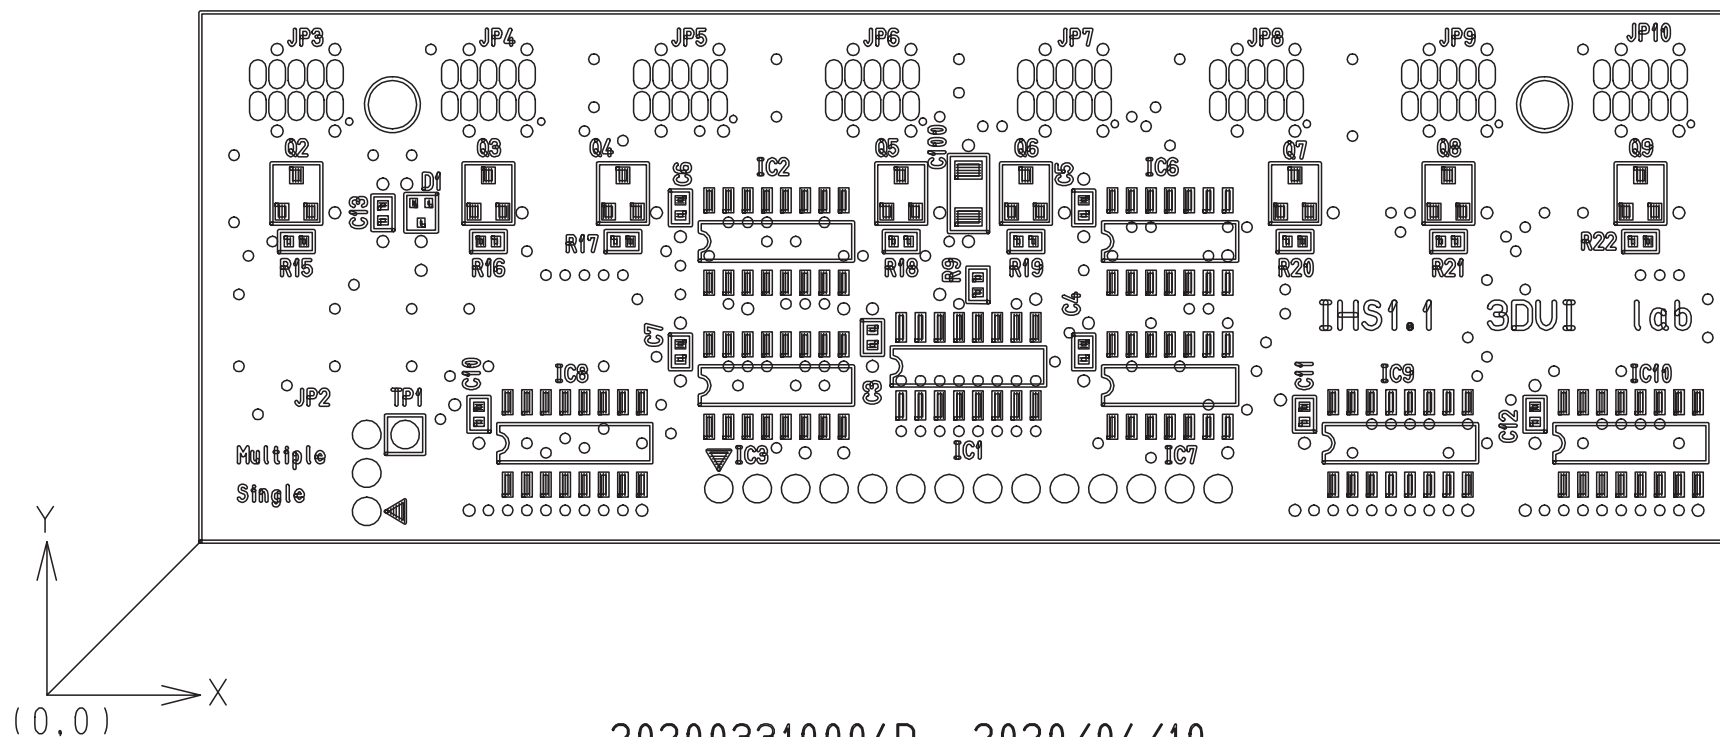 JP3 JP4 JP5 JP6 JP7 JP8 JP9 JP10
Q2 Q3 Q4 Q5 C100 Q6 Q7 Q8 Q9
C13 D1 C6 IC2 C5 IC6
R15 R16 R17 R18 R9 R19 R20 R21 R22
C7 C4 IHS1.1 3DUI lab
JP2 TP1 C10 IC8 C3 C11 IC9 C12 IC10
Multiple IC3 IC1 IC7
Single
Y
X
(0,0)